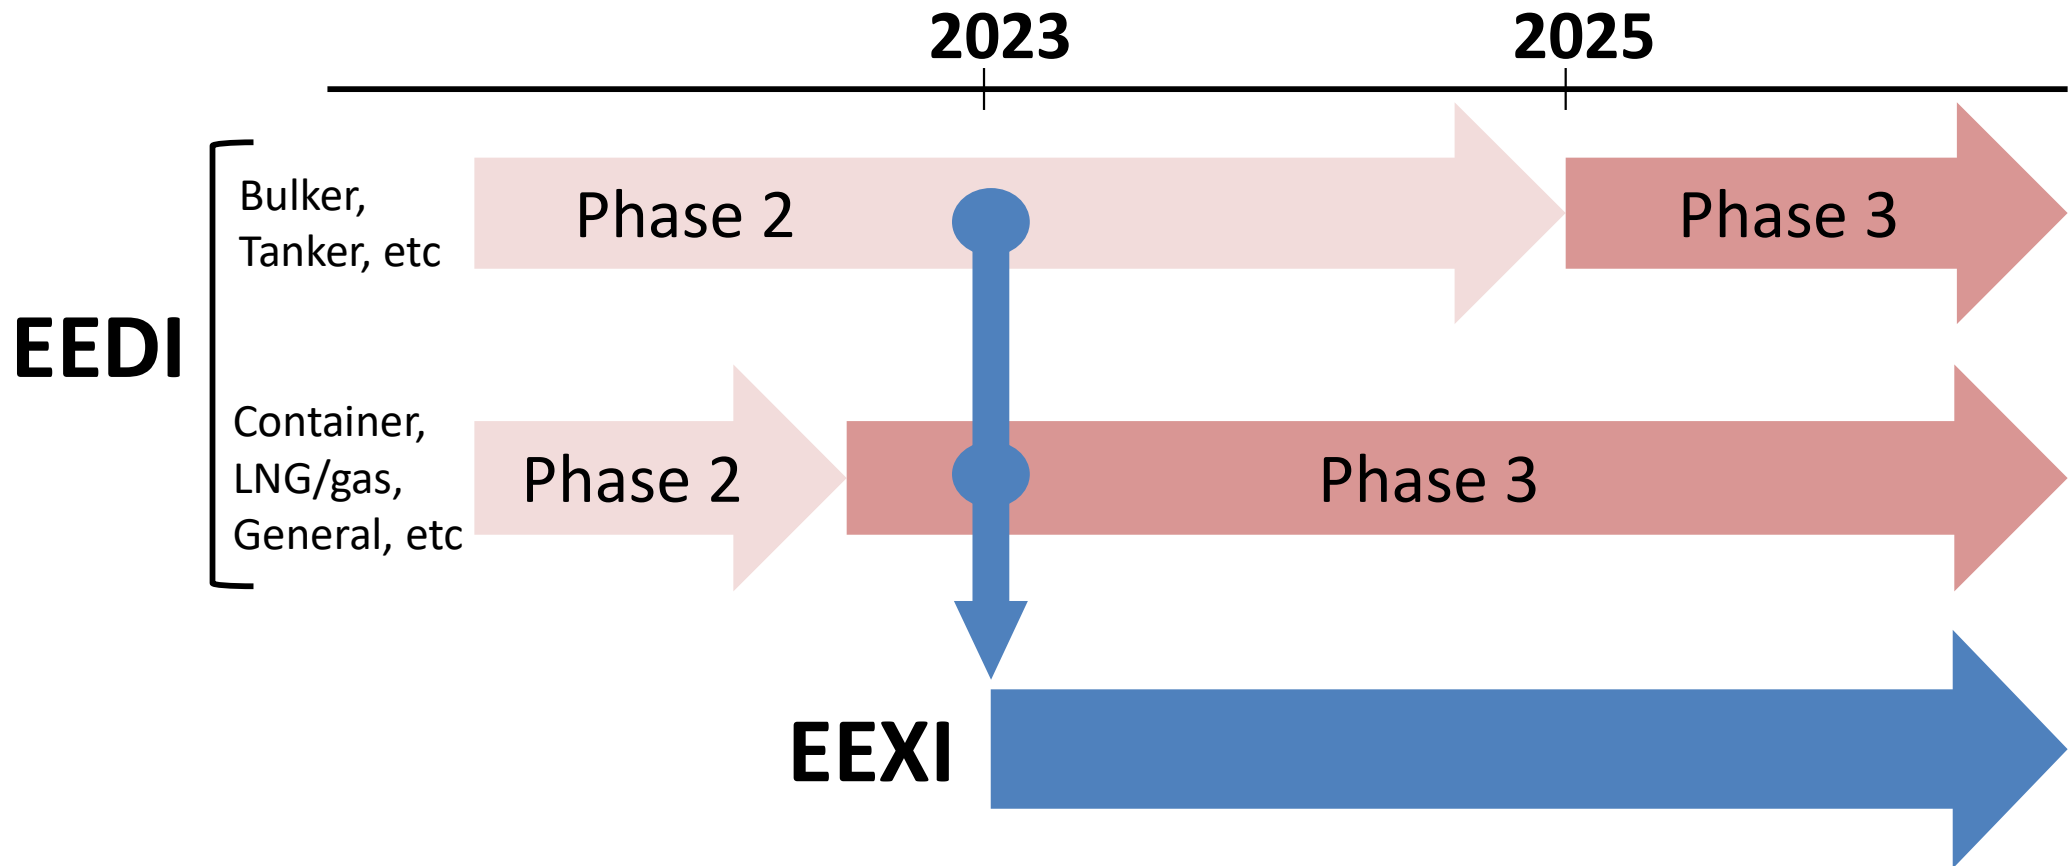 2023
2025
Bulker,
Tanker, etc
Phase 2
Phase 3
EEDI
Container,
LNG/gas,
General, etc
Phase 2
Phase 3
EEXI